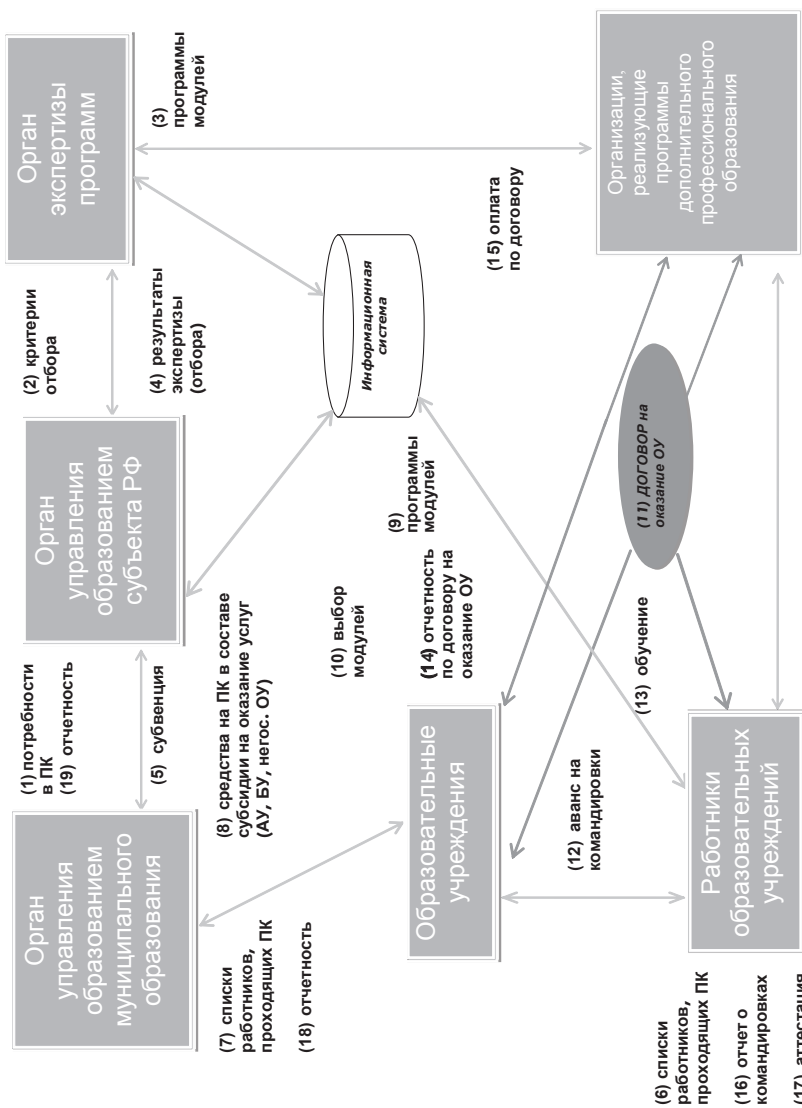 Орган
управления
образованием
муниципального
образования
(1) потребности
в ПК
(19) отчетность
(5) субвенция
Орган
управления
образованием
субъекта РФ
(2) критерии
отбора
(4) результаты
экспертизы
(отбора)
Орган
экспертизы
программ
(3)
программы
модулей
(7) списки
работников,
проходящих ПК
(18) отчетность
(8) средства на ПК в составе
субсидии на оказание услуг
(АУ, БУ, негос. ОУ)
Информационная
система
(10) выбор
модулей
(9)
программы
модулей
(14) отчетность
по договору на
оказание ОУ
(15) оплата
по договору
Образовательные
учреждения
(12) аванс на
командировки
(13) обучение
(11) ДОГОВОР на
оказание ОУ
Организации,
реализующие
программы
дополнительного
профессионального
образования
Работники
образовательных
учреждений
(6) списки
работников,
проходящих ПК
(16) отчет о
командировках
(17) аттестация